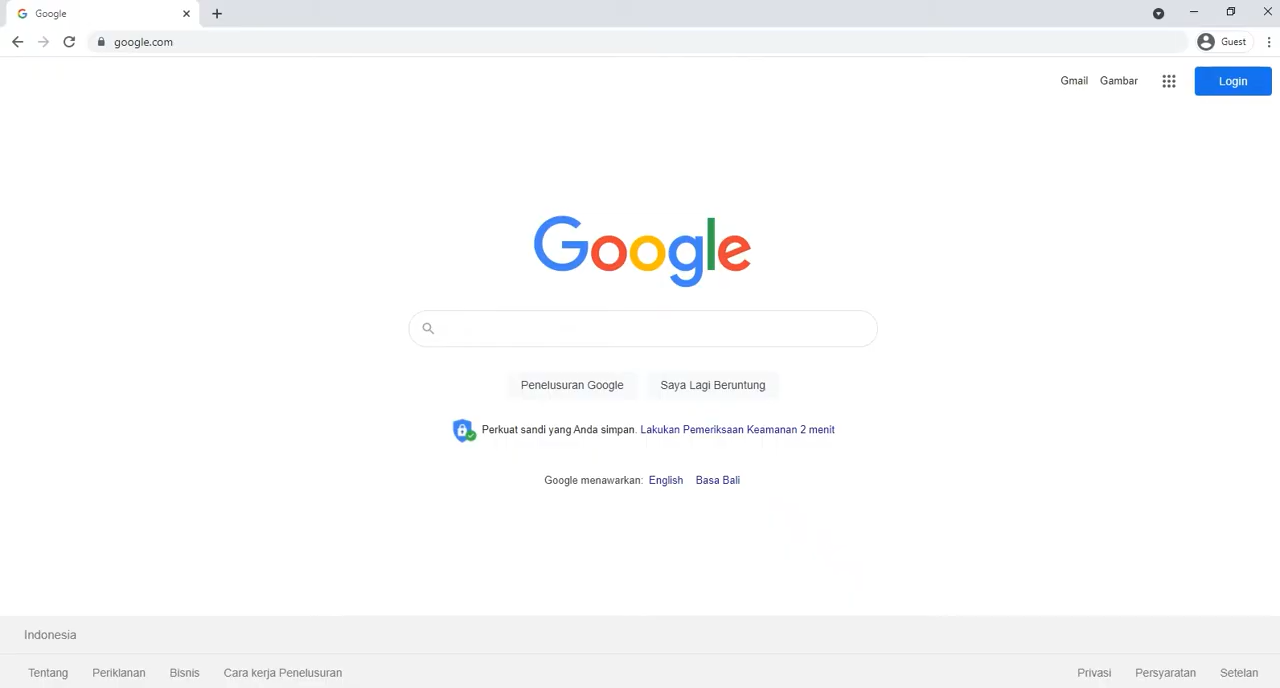 Google
google.com
Guest
Gmail Gambar Login
Google
Penelusuran Google Saya Lagi Beruntung
Perkuat sandi yang Anda simpan. Lakukan Pemeriksaan Keamanan 2 menit
Google menawarkan: English Basa Bali
Indonesia
Tentang Periklanan Bisnis Cara kerja Penelusuran Privasi Persyaratan Setelan